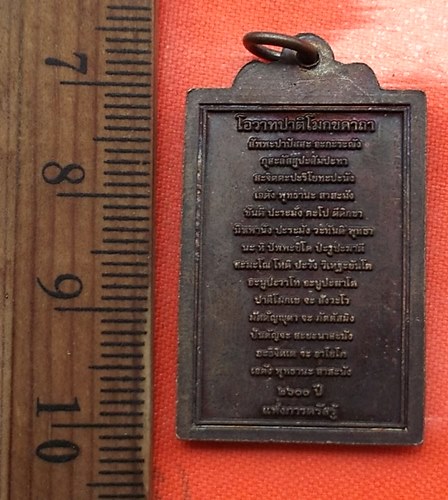 7
8
9
10
โอวาทปาติโมกขคาถา
สัพพะปาปัสสะ อะกะระณัง
กุสะลัสสูปะสัมปะทา
สะจิตตะปะริโยทะปะนัง
เอตัง พุทธานะ สาสะนัง
ขันตี ปะระมัง ตะโป ตีติกขา
นิพพานัง ปะระมัง วะทันติ พุทธา
นะ หิ ปัพพะชิโต ปะรูปะฆาตี
สะมะโณ โหติ ปะรัง วิเหฐะยันโต
อะนูปะวาโท อะนูปะฆาโต
ปาติโมกเข จะ สังวะโร
มัตตัญญุตา จะ ภัตตัสมิง
ปันตัญจะ สะยะนาสะนัง
อะธิจิตเต จะ อาโยโค
เอตัง พุทธานะ สาสะนัง
๒๖๐๐ ปี
แห่งการตรัสรู้